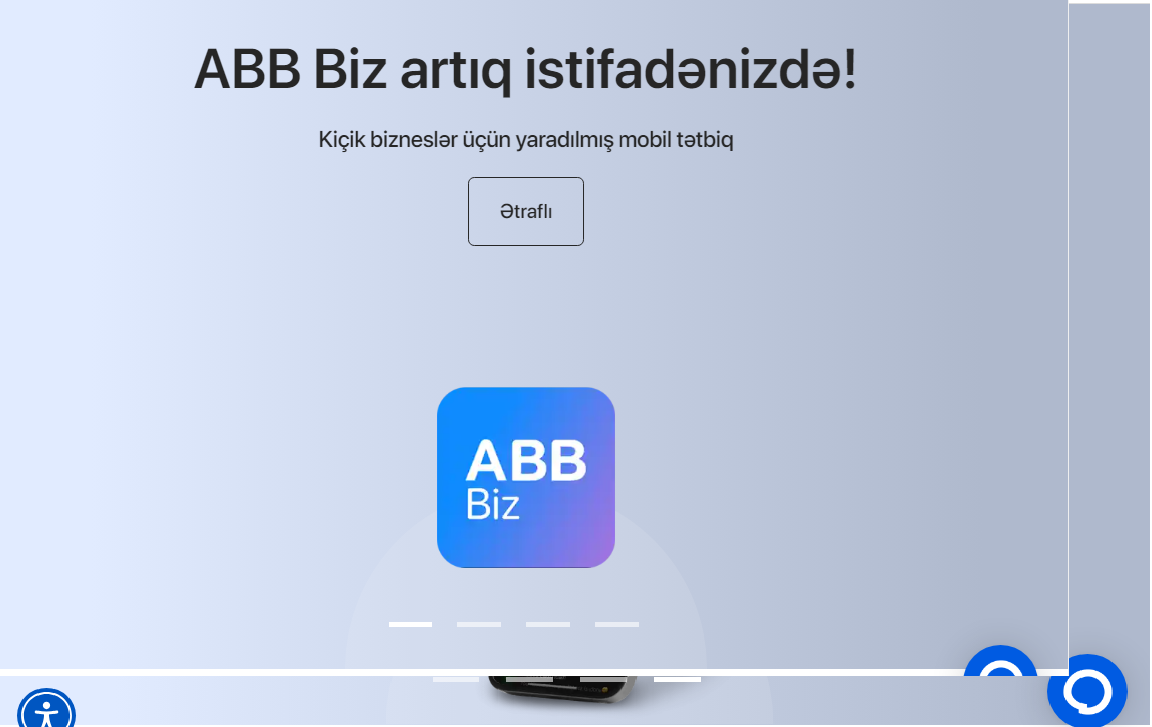 ABB Biz artıq istifadənizdə!
Kiçik bizneslər üçün yaradılmış mobil tətbiq
Ətraflı
ABB
Biz